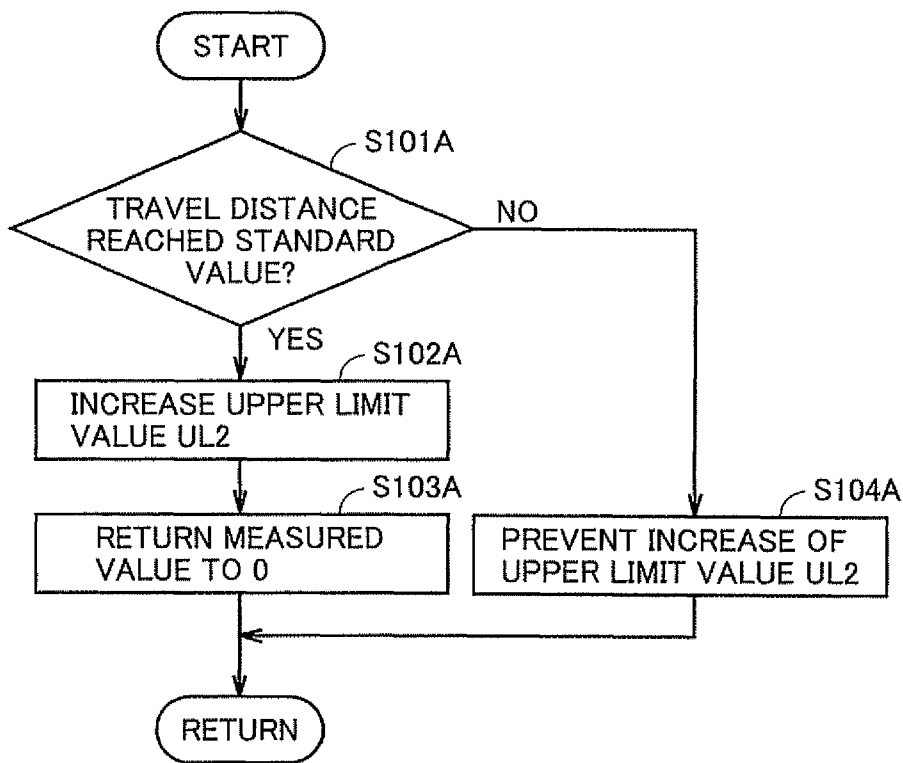 START
S101A
TRAVEL DISTANCE
REACHED STANDARD
VALUE?
NO
YES
S102A
INCREASE UPPER LIMIT
VALUE UL2
S103A
RETURN MEASURED
VALUE TO 0
S104A
PREVENT INCREASE OF
UPPER LIMIT VALUE UL2
RETURN